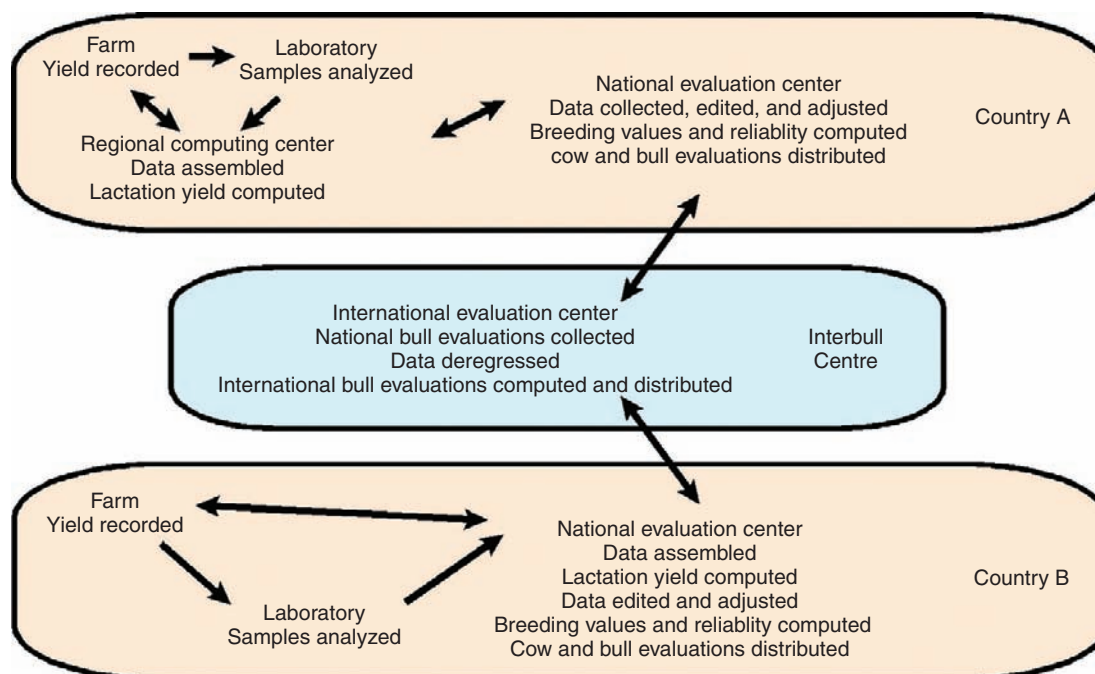 Farm
Yield recorded
Laboratory
Samples analyzed
Regional computing center
Data assembled
Lactation yield computed
National evaluation center
Data collected, edited, and adjusted
Breeding values and reliablity computed
cow and bull evaluations distributed
Country A
International evaluation center
National bull evaluations collected
Data deregressed
International bull evaluations computed and distributed
Interbull
Centre
Farm
Yield recorded
Laboratory
Samples analyzed
National evaluation center
Data assembled
Lactation yield computed
Data edited and adjusted
Breeding values and reliablity computed
Cow and bull evaluations distributed
Country B